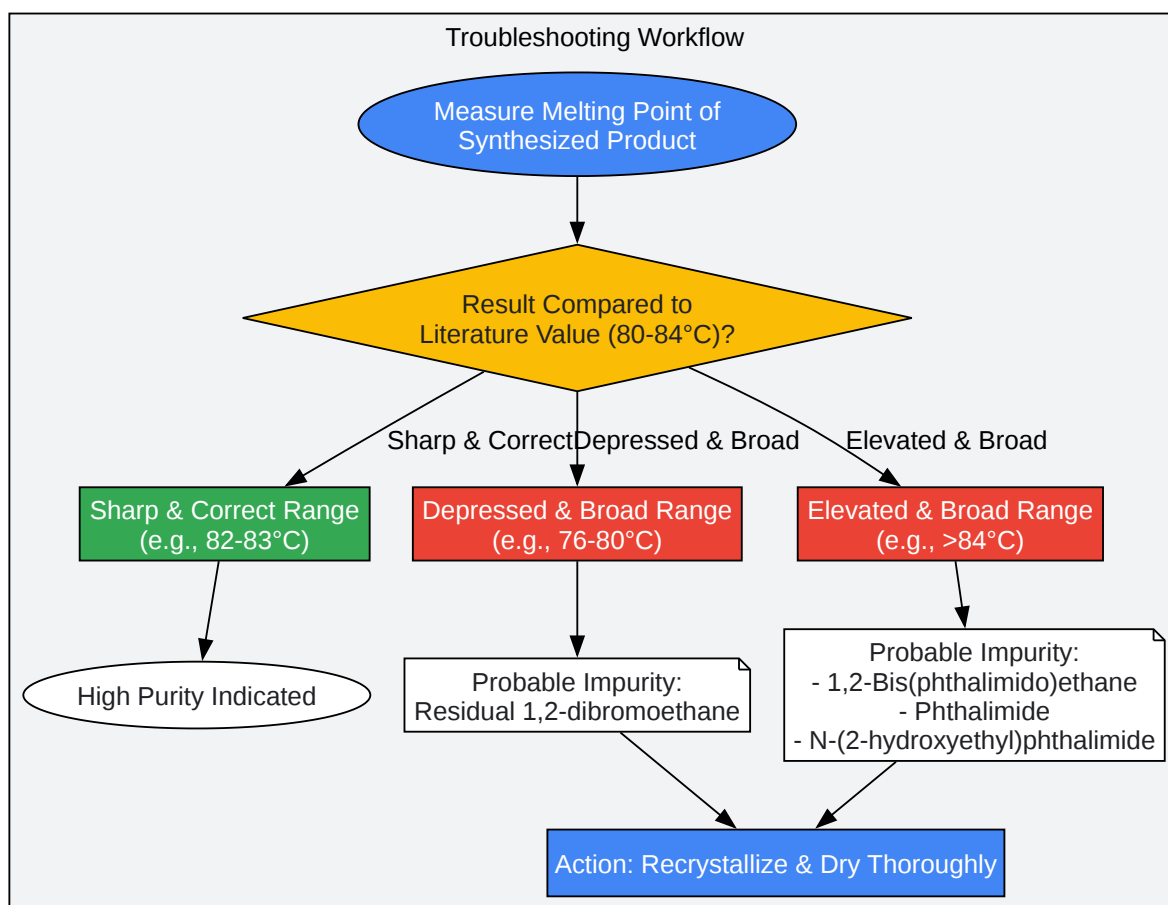 Troubleshooting Workflow
Measure Melting Point of
Synthesized Product
Result Compared to
Literature Value (80-84°C)?
Sharp & Correct
Depressed & Broad
Elevated & Broad
Sharp & Correct Range
(e.g., 82-83°C)
Depressed & Broad Range
(e.g., 76-80°C)
Elevated & Broad Range
(e.g., >84°C)
High Purity Indicated
Probable Impurity:
Residual 1,2-dibromoethane
Probable Impurity:
- 1,2-Bis(phthalimido)ethane
- Phthalimide
- N-(2-hydroxyethyl)phthalimide
Action: Recrystallize & Dry Thoroughly